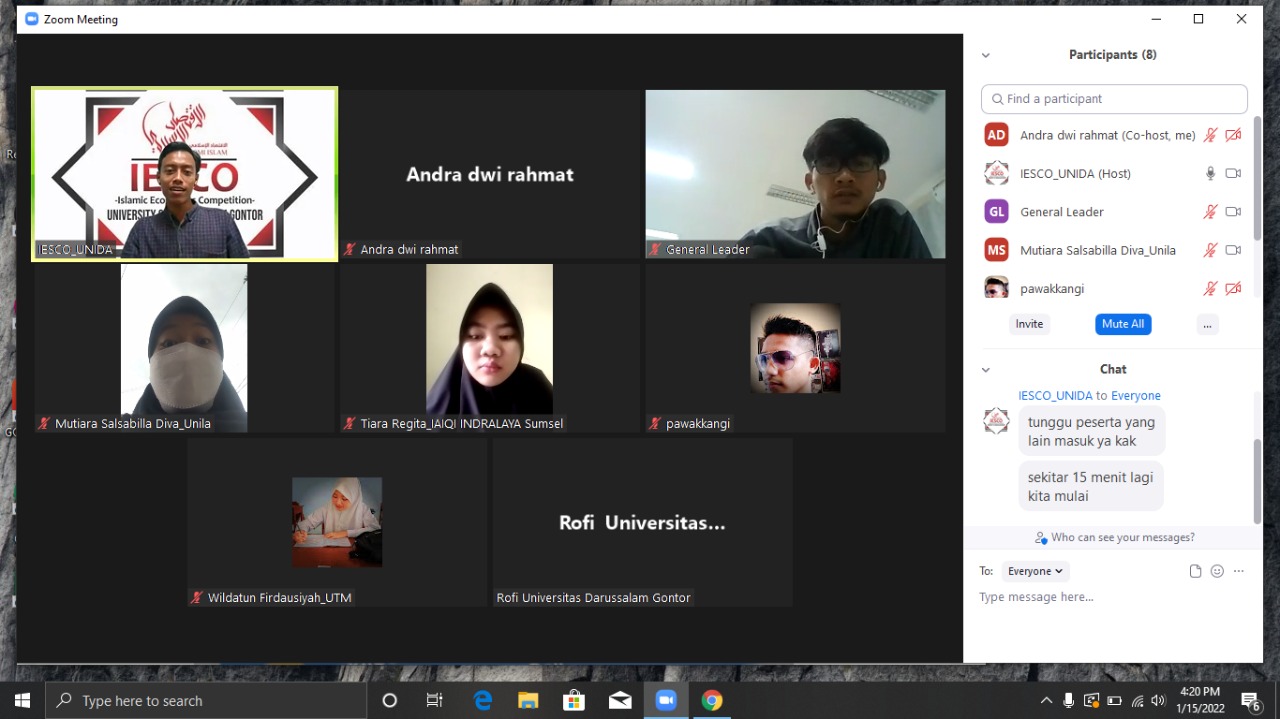 Zoom Meeting
IESCO
-Islamic
Competition-
UNIVERSITY
GONTOR
IESCO_UNIDA
Andra dwi rahmat
Andra dwi rahmat
General Leader
Mutiara Salsabilla Diva_Unila
Tiara Regita_IAIQI INDRALAYA Sumsel
pawakkangi
Wildatun Firdausiyah_UTM
Rofi Universitas...
Rofi Universitas Darussalam Gontor
Participants (8)
Find a participant
AD Andra dwi rahmat (Co-host, me)
IESCO_UNIDA (Host)
GL General Leader
MS Mutiara Salsabilla Diva_Unila
pawakkangi
Invite Mute All ...
Chat
IESCO_UNIDA to Everyone
tunggu peserta yang
lain masuk ya kak
sekitar 15 menit lagi
kita mulai
Who can see your messages?
To: Everyone
Type message here...
Type here to search
4:20 PM
1/15/2022
6